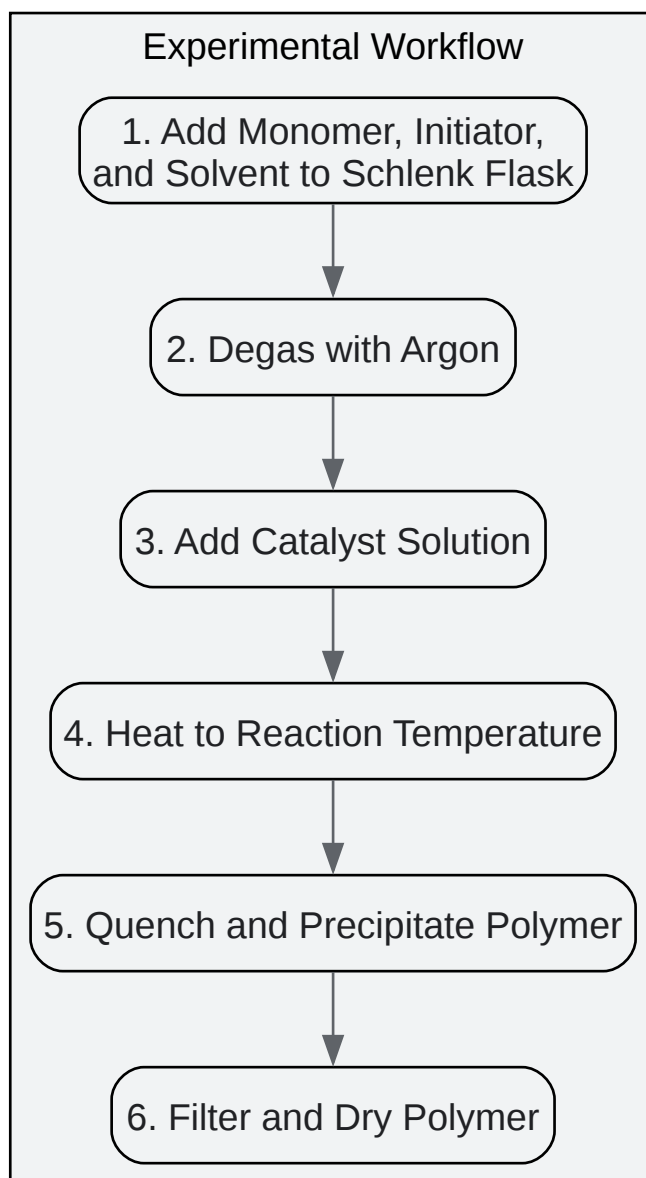 Experimental Workflow
1. Add Monomer, Initiator,
and Solvent to Schlenk Flask
2. Degas with Argon
3. Add Catalyst Solution
4. Heat to Reaction Temperature
5. Quench and Precipitate Polymer
6. Filter and Dry Polymer